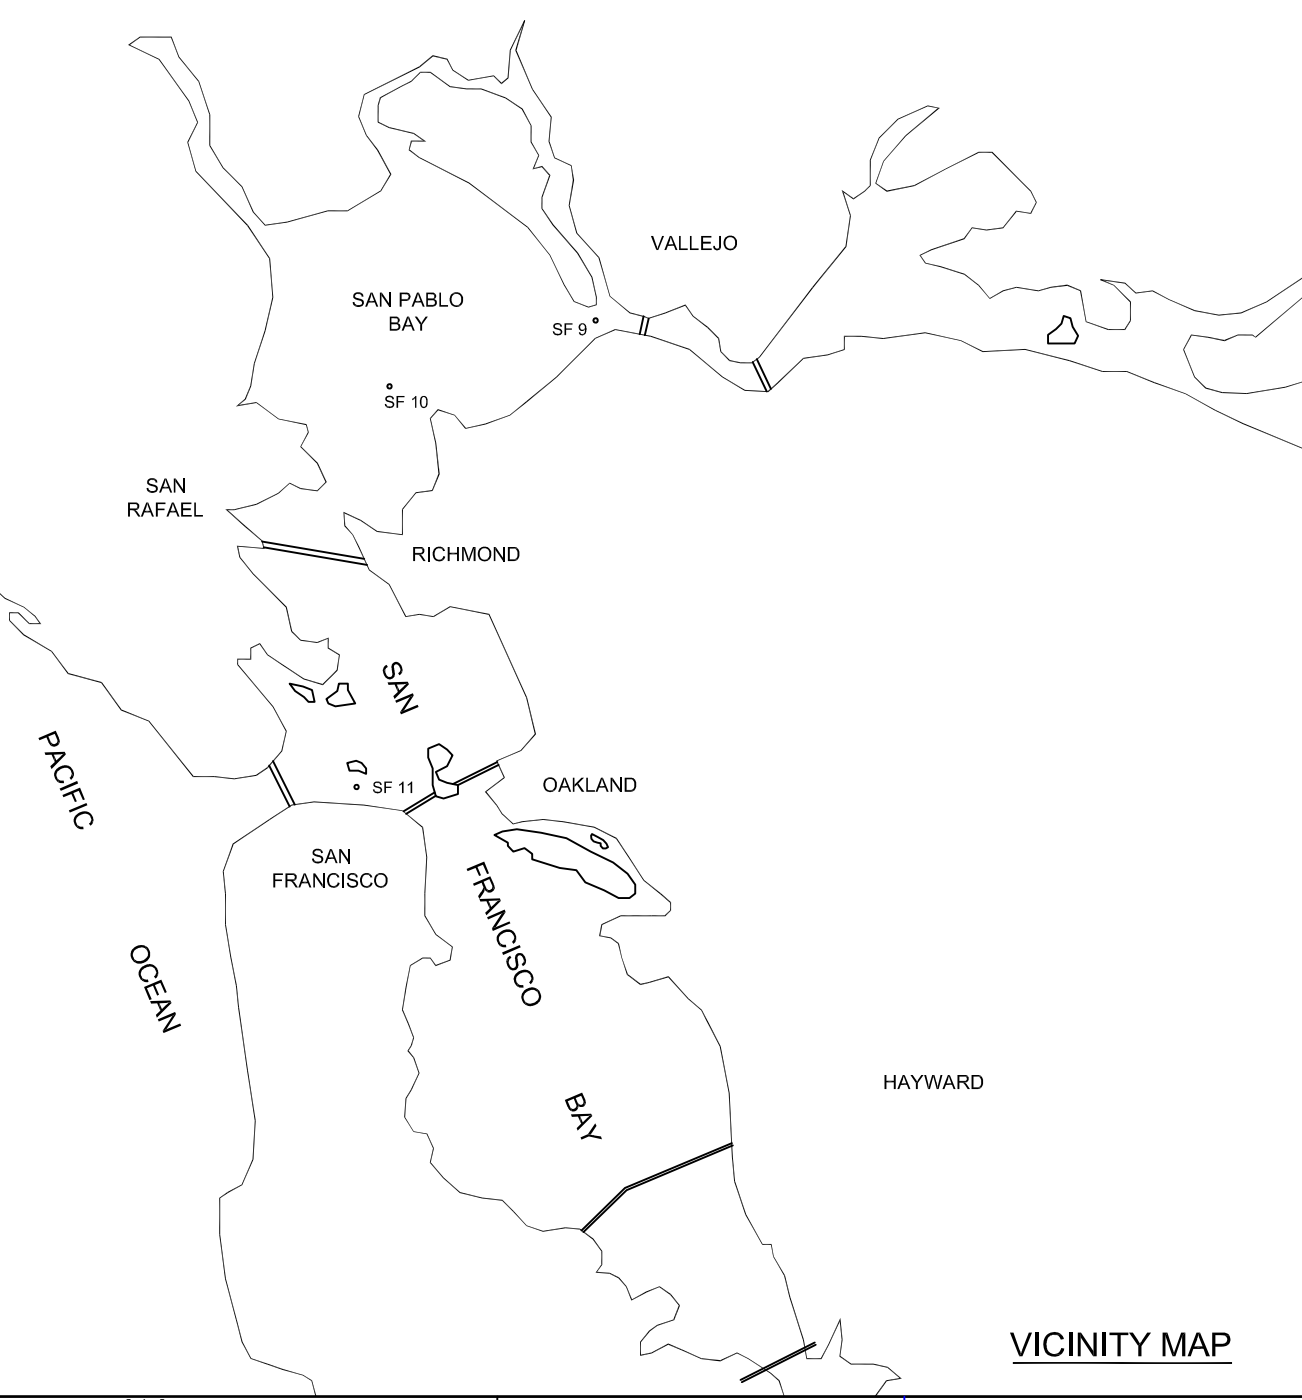 VALLEJO
SAN PABLO
BAY
SF 9
SF 10
SAN
RAFAEL
RICHMOND
SAN
PACIFIC
SF 11
OAKLAND
SAN
FRANCISCO
FRANCISCO
OCEAN
HAYWARD
BAY
VICINITY MAP